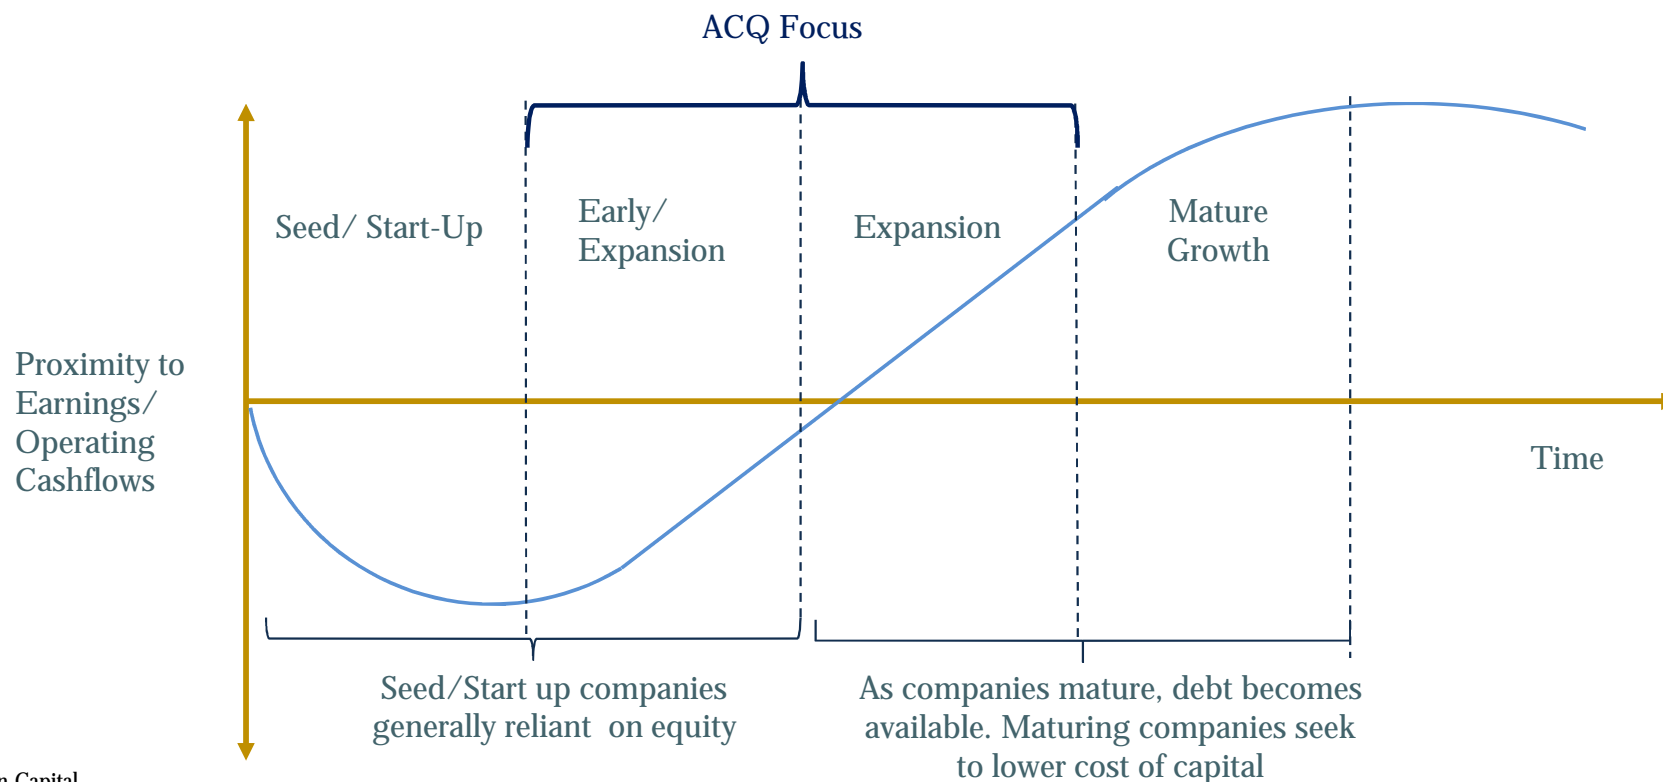 ACQ Focus
Seed/ Start-Up
Early/
Expansion
Expansion
Mature
Growth
Proximity to
Earnings/
Operating
Cashflows
Time
Seed/Start up companies
generally reliant on equity
As companies mature, debt becomes
available. Maturing companies seek
to lower cost of capital
Capital